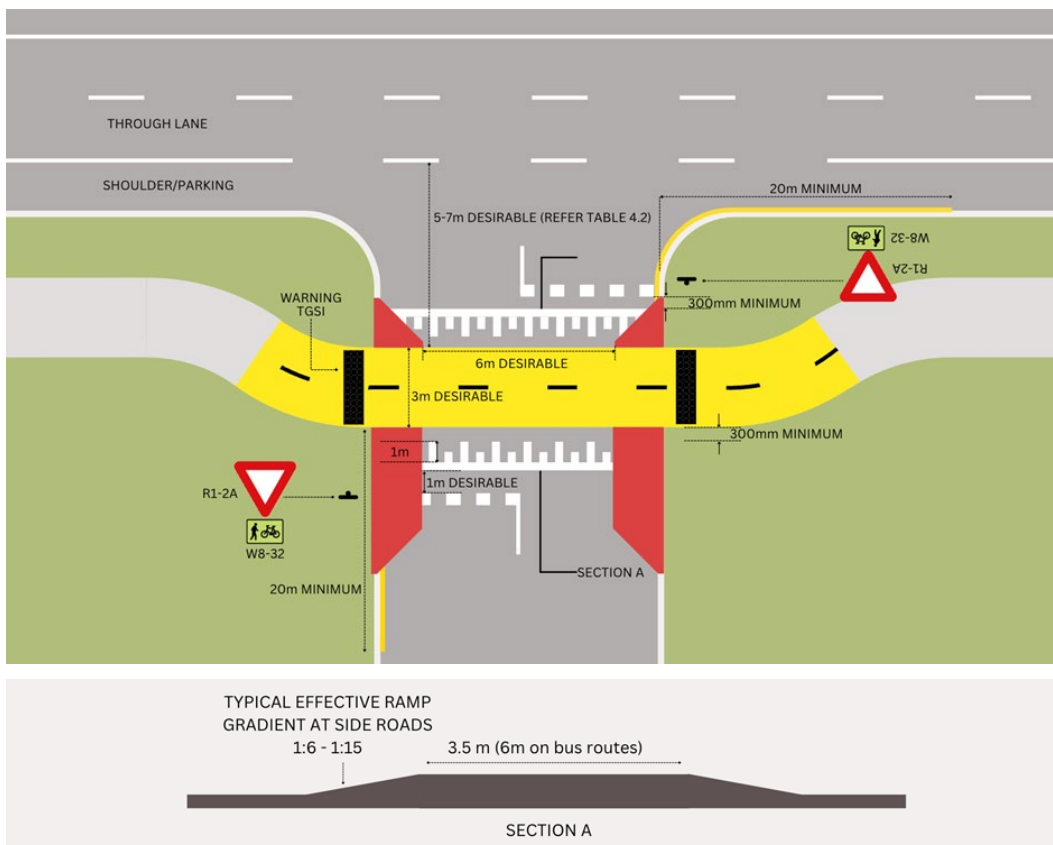 THROUGH LANE
SHOULDER/PARKING
20m MINIMUM
5-7m DESIRABLE (REFER TABLE 4.2)
W8-32
R1-2A
WARNING
TGSI
300mm MINIMUM
6m DESIRABLE
3m DESIRABLE
300mm MINIMUM
1m
1m DESIRABLE
R1-2A
W8-32
SECTION A
20m MINIMUM
TYPICAL EFFECTIVE RAMP
GRADIENT AT SIDE ROADS
1:6 - 1:15
3.5 m (6m on bus routes)
SECTION A